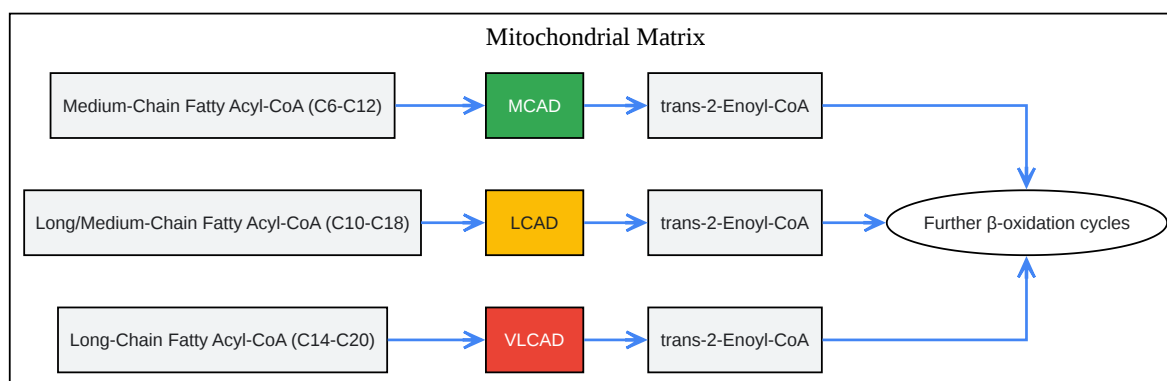 Mitochondrial Matrix
Medium-Chain Fatty Acyl-CoA (C6-C12)
MCAD
trans-2-Enoyl-CoA
Long/Medium-Chain Fatty Acyl-CoA (C10-C18)
LCAD
trans-2-Enoyl-CoA
Further β-oxidation cycles
Long-Chain Fatty Acyl-CoA (C14-C20)
VLCAD
trans-2-Enoyl-CoA